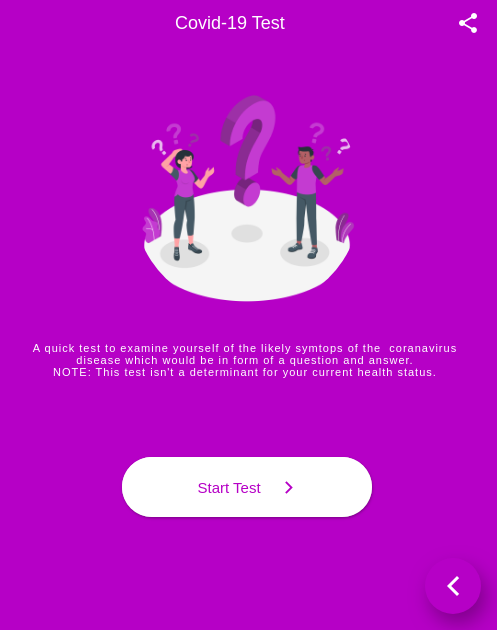 Covid-19 Test
A quick test to examine yourself of the likely symtops of the  coranavirus
disease which would be in form of a question and answer.
NOTE: This test isn't a determinant for your current health status.
Start Test